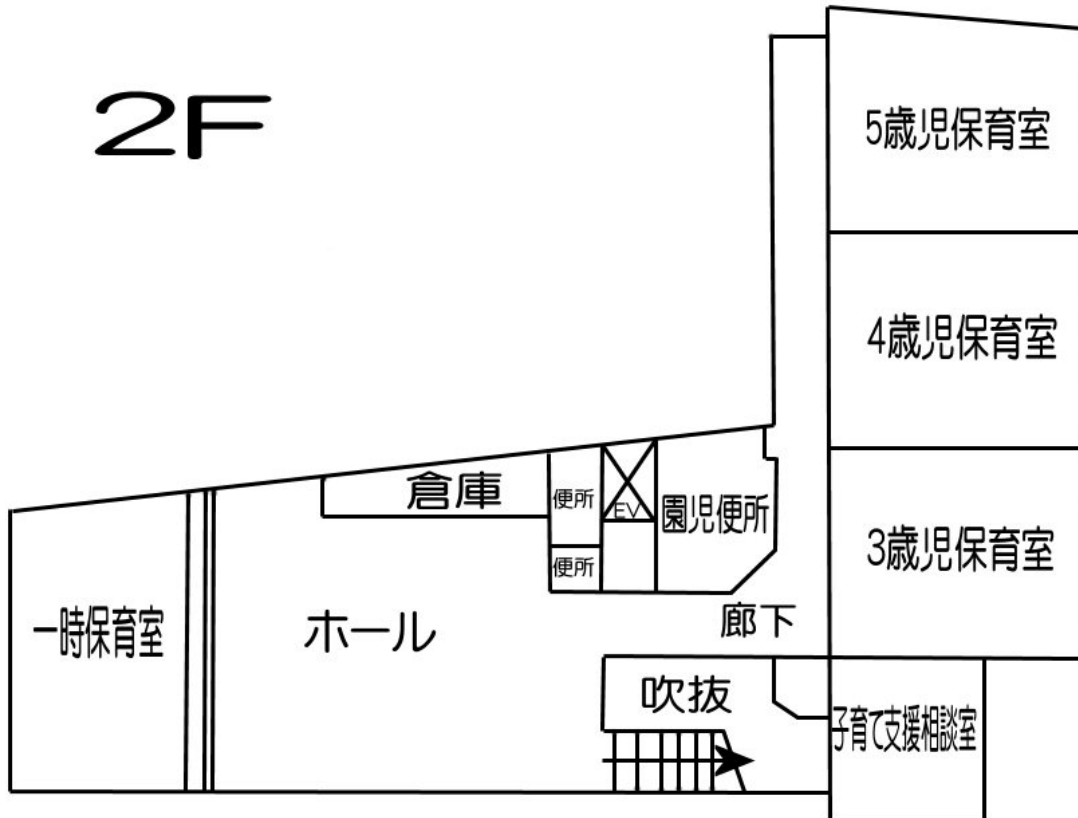 2F
5歳児保育室
4歳児保育室
倉庫
便所
EV
園児便所
3歳児保育室
便所
一時保育室
ホール
廊下
吹抜
子育て支援相談室